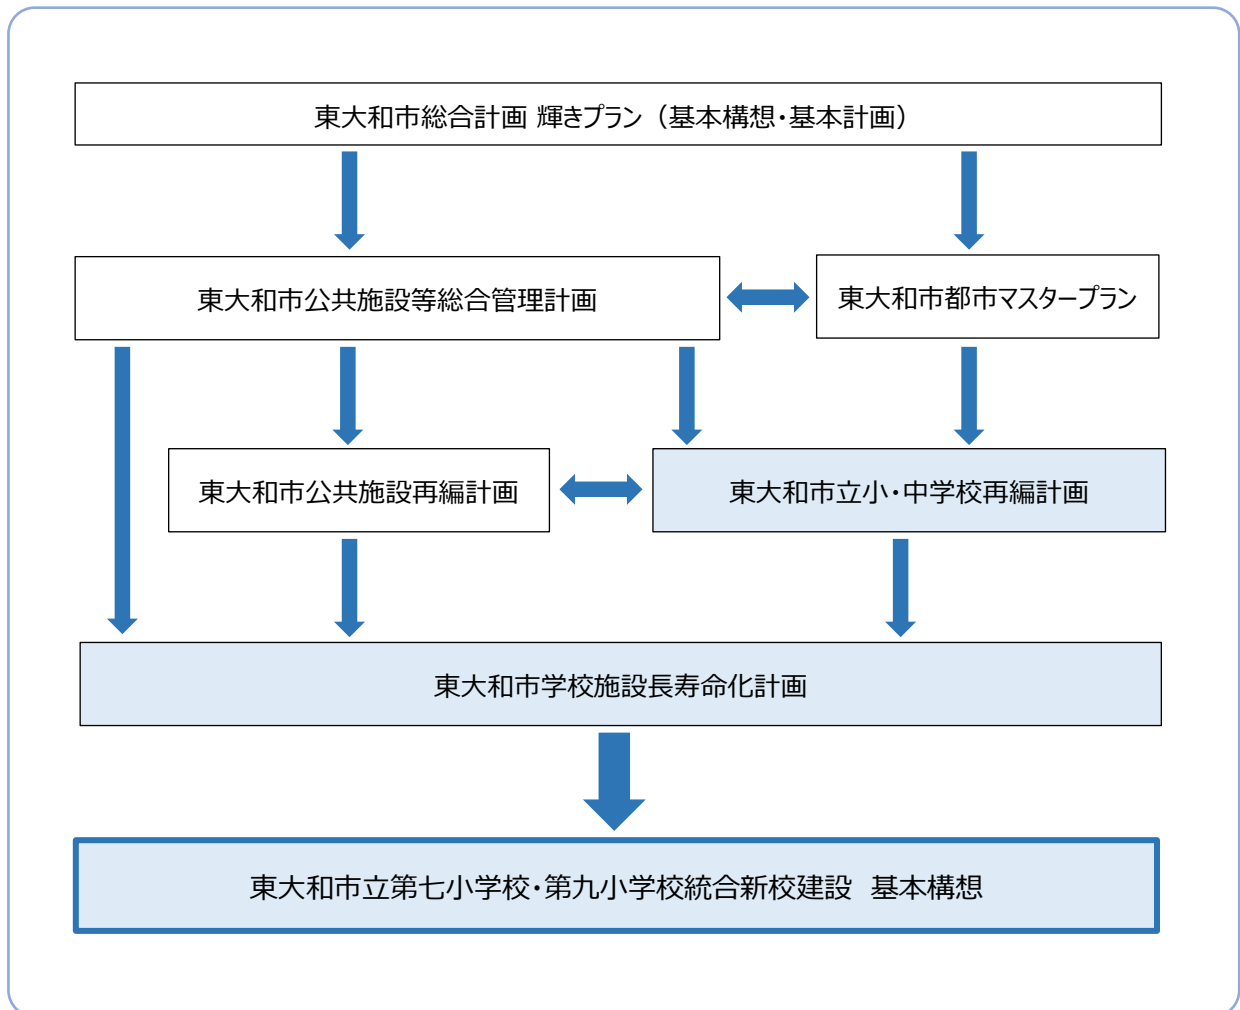 東大和市総合計画 輝きプラン（基本構想・基本計画）
東大和市公共施設等総合管理計画
東大和市都市マスタープラン
東大和市公共施設再編計画
東大和市立小・中学校再編計画
東大和市学校施設長寿命化計画
東大和市立第七小学校・第九小学校統合新校建設　基本構想